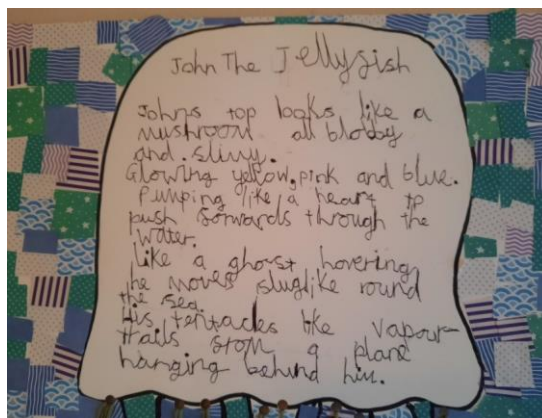 John The Jellyfish
Johns top looks like a
mushroom all blobby
and slimy.
Glowing yellow, pink and blue.
Pumping like a heart to
push forwards through the
water.
Like a ghost hovering
he moves sluglike round
the sea.
His tentacles like vapour
trails from a plane
hanging behind him.